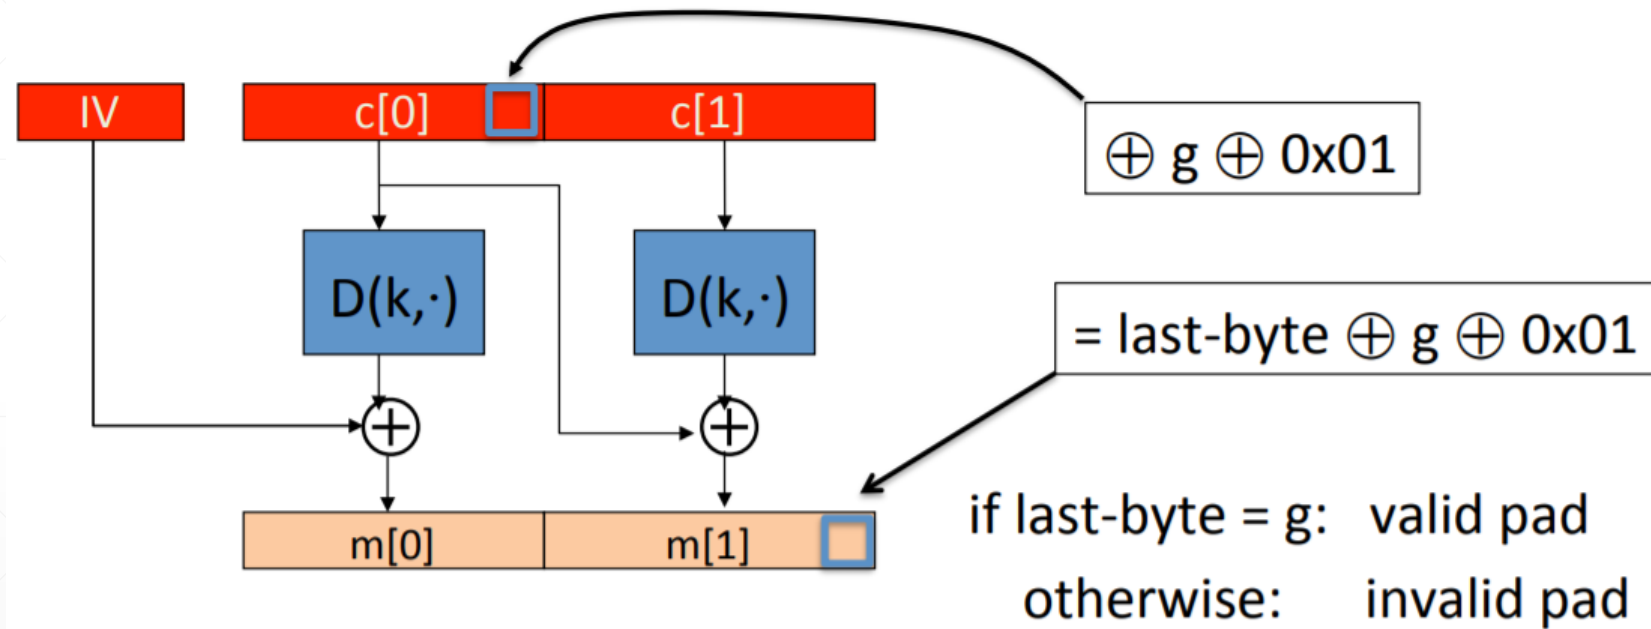 IV
c[0]
c[1]
⊕ g ⊕ 0x01
D(k,·)
D(k,·)
= last-byte ⊕ g ⊕ 0x01
m[0]
m[1]
if last-byte = g: valid pad
otherwise: invalid pad